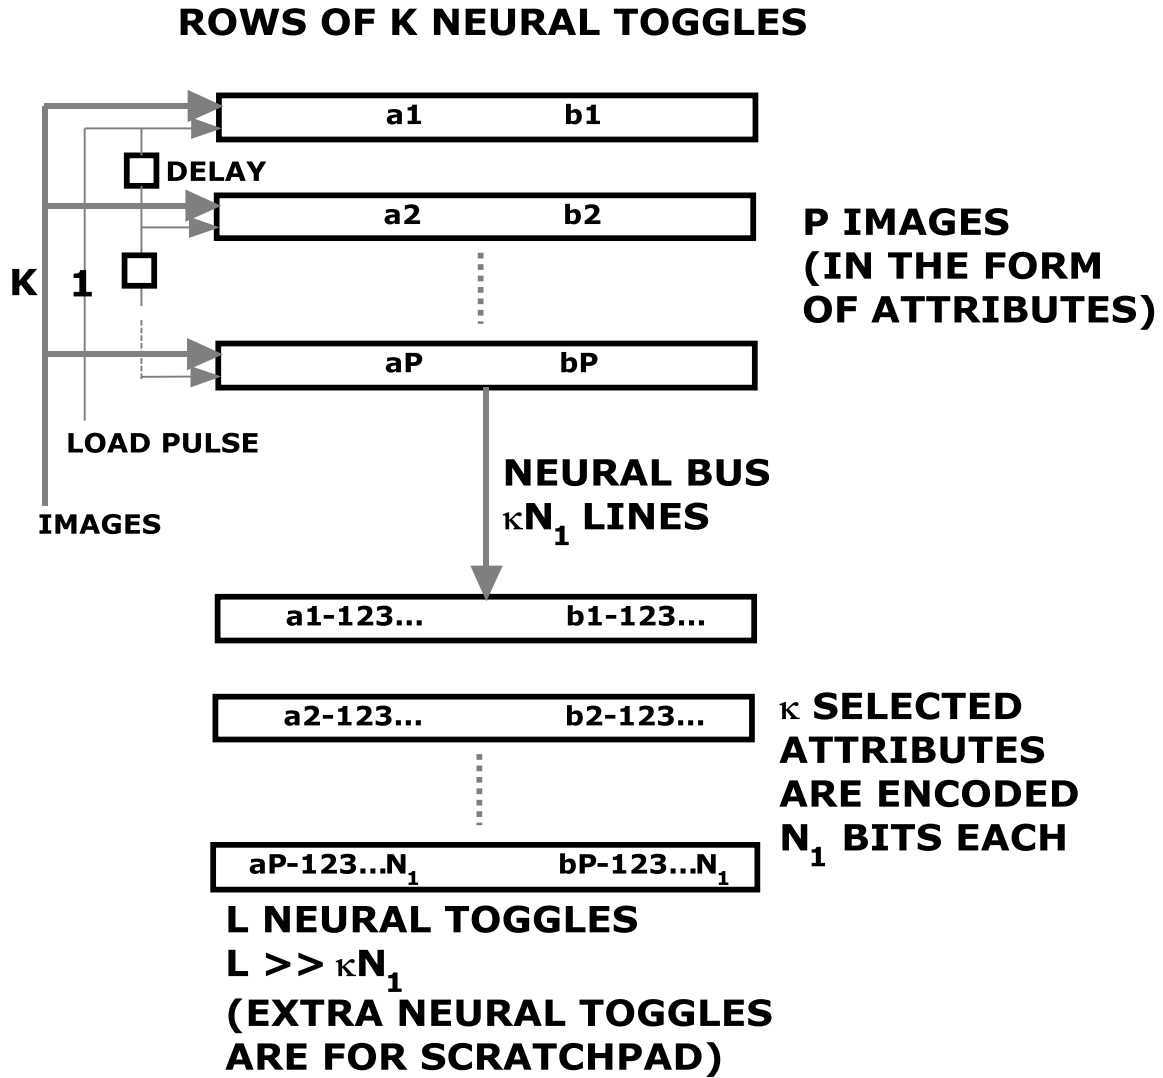 ROWS OF K NEURAL TOGGLES
a1 b1
DELAY
a2 b2
P IMAGES
(IN THE FORM
OF ATTRIBUTES)
K 1
aP bP
LOAD PULSE
IMAGES
NEURAL BUS
κN₁ LINES
a1-123... b1-123...
a2-123... b2-123...
κ SELECTED
ATTRIBUTES
ARE ENCODED
N₁ BITS EACH
aP-123...N₁ bP-123...N₁
L NEURAL TOGGLES
L >> κN₁
(EXTRA NEURAL TOGGLES
ARE FOR SCRATCHPAD)